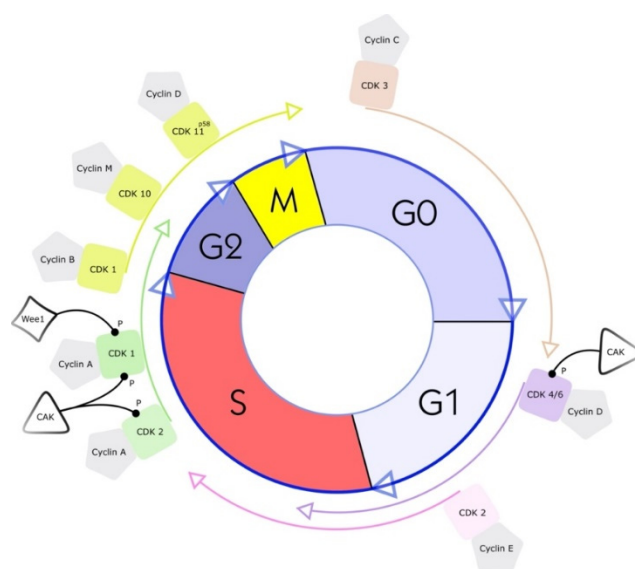 Cyclin C
CDK 3
Cyclin D
CDK 11 p58
Cyclin M
CDK 10
Cyclin B
CDK 1
M
G0
G2
Wee1
P
CDK 1
Cyclin A
P
CAK
P
CDK 2
Cyclin A
S
G1
CAK
P
CDK 4/6
Cyclin D
CDK 2
Cyclin E